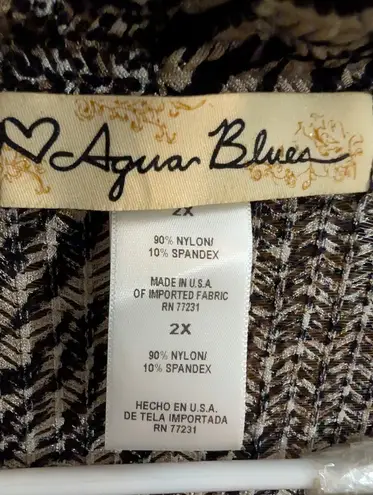 Agua Blues
2X
90% NYLON/
10% SPANDEX
MADE IN U.S.A.
OF IMPORTED FABRIC
RN 77231
2X
90% NYLON/
10% SPANDEX
HECHO EN U.S.A.
DE TELA IMPORTADA
RN 77231